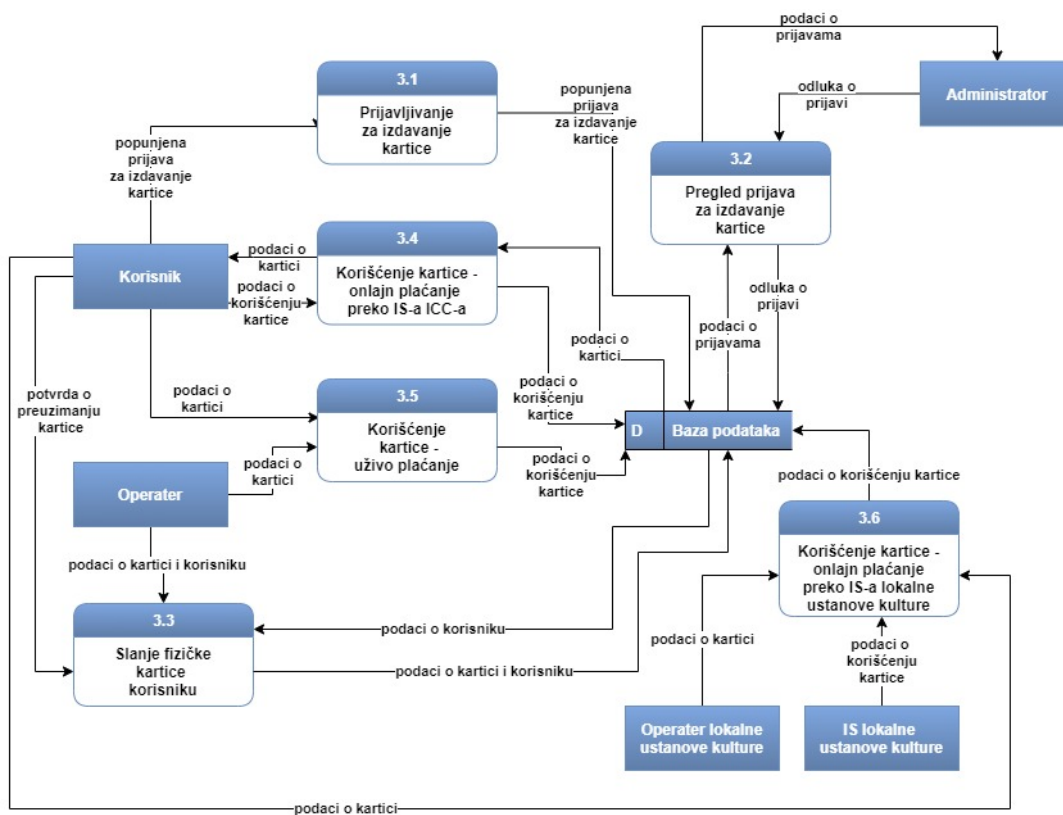 podaci o
prijavama
3.1
Prijavljivanje
za izdavanje
kartice
popunjena
prijava
za izdavanje
kartice
odluka o
prijavi
Administrator
popunjena
prijava
za izdavanje
kartice
3.2
Pregled prijava
za izdavanje
kartice
Korisnik
podaci o
kartici
podaci o
korišćenju
kartice
3.4
Korišćenje kartice -
onlajn plaćanje
preko IS-a ICC-a
podaci o
kartici
podaci o
prijavama
odluka o
prijavi
potvrda o
preuzimanju
kartice
podaci o
kartici
3.5
Korišćenje
kartice -
uživo plaćanje
podaci o
korišćenju
kartice
D
Baza podataka
Operater
podaci o
kartici
podaci o
korišćenju
kartice
podaci o korišćenju kartice
3.6
Korišćenje kartice -
onlajn plaćanje
preko IS-a lokalne
ustanove kulture
podaci o kartici i korisniku
3.3
Slanje fizičke
kartice
korisniku
podaci o korisniku
podaci o kartici i korisniku
podaci o kartici
podaci o
korišćenju
kartice
Operater lokalne
ustanove kulture
IS lokalne
ustanove kulture
podaci o kartici